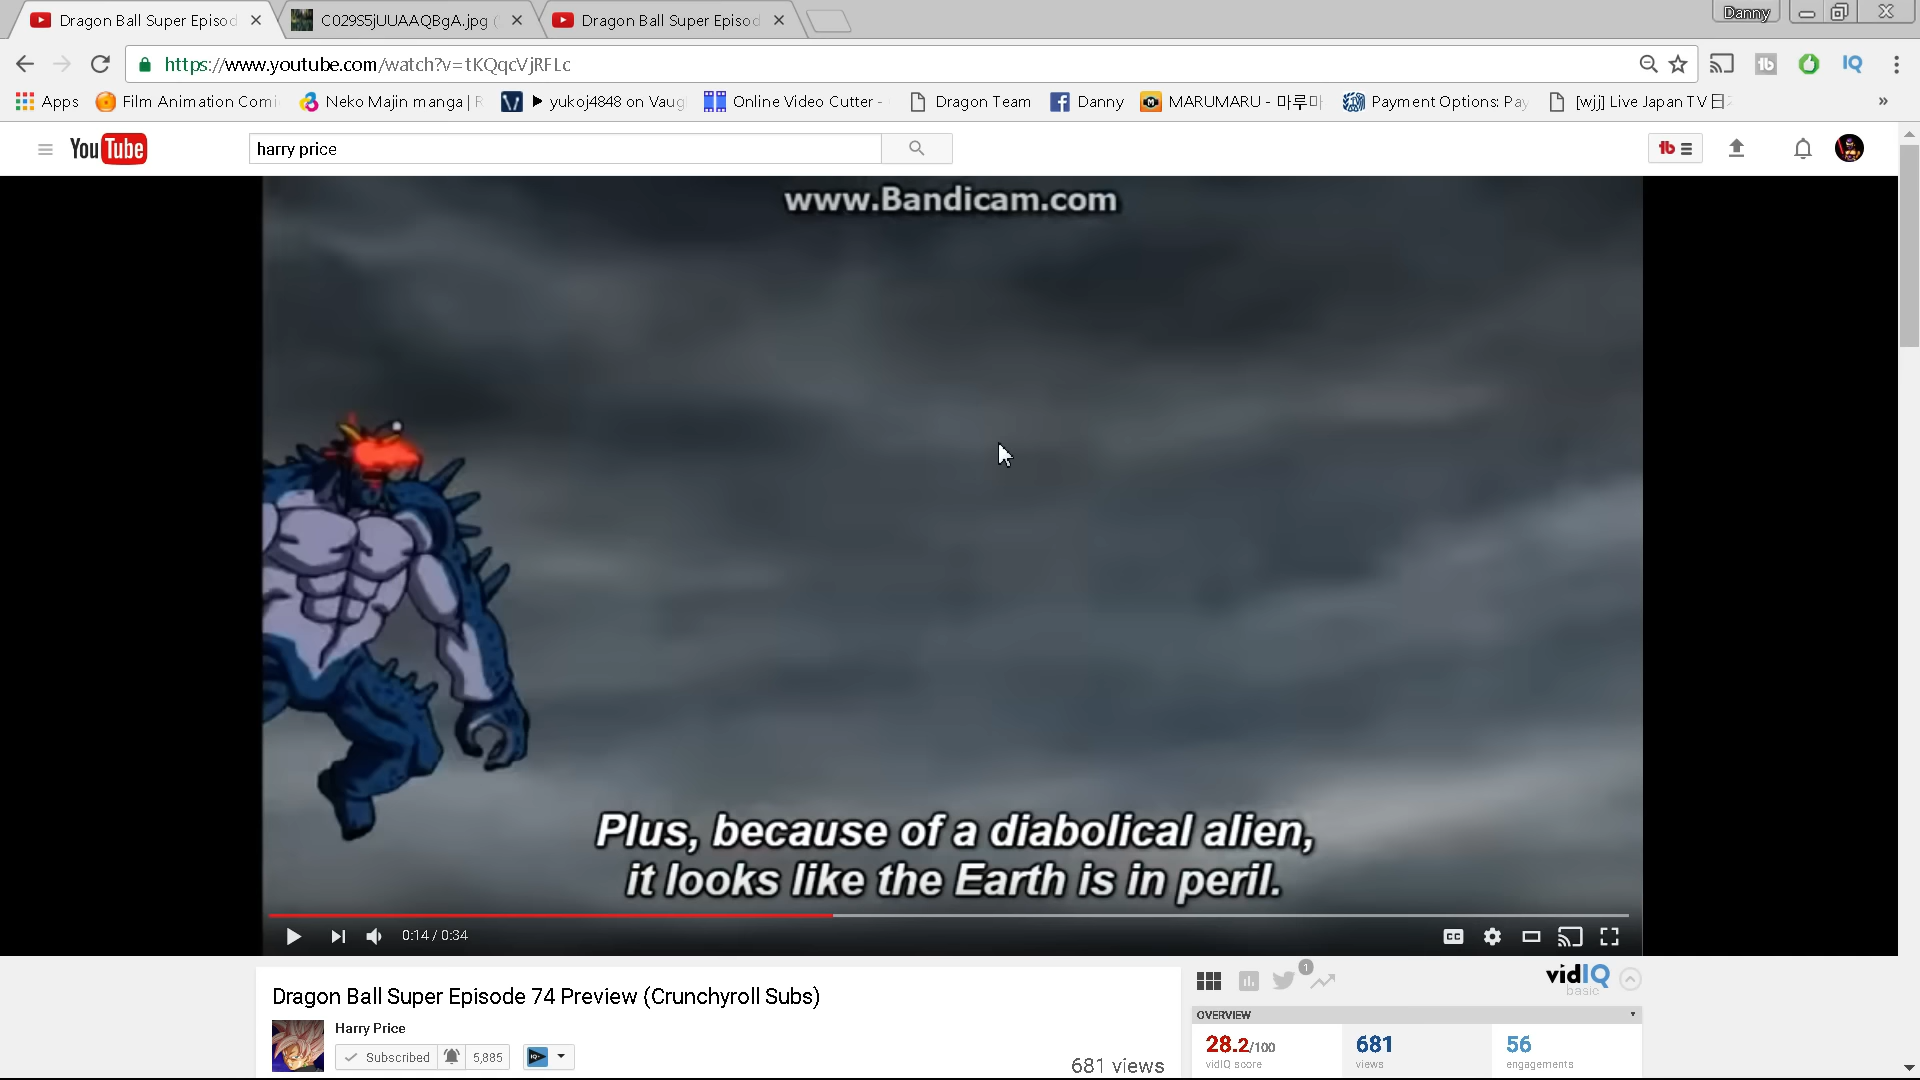 Dragon Ball Super Episod
C029S5jUUAAQBgA.jpg (
Dragon Ball Super Episod
Danny
https://www.youtube.com/watch?v=tKQqcVjRFLc
Apps
Film Animation Comi
Neko Majin manga | R
yukoj4848 on Vaug
Online Video Cutter -
Dragon Team
Danny
MARUMARU - 마루마
Payment Options: Pay
[wjj] Live Japan TV 日
»
YouTube
harry price
www.Bandicam.com
Plus, because of a diabolical alien,
it looks like the Earth is in peril.
0:14 / 0:34
CC
Dragon Ball Super Episode 74 Preview (Crunchyroll Subs)
Harry Price
Subscribed
5,885
681 views
1
vidIQ
basic
OVERVIEW
28.2/100
vidIQ score
681
views
56
engagements